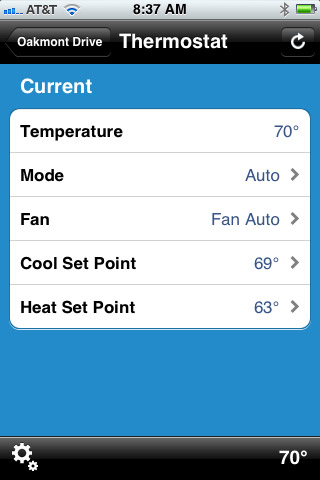 AT&T 8:37 AM
Oakmont Drive Thermostat
Current
Temperature 70°
Mode Auto
Fan Fan Auto
Cool Set Point 69°
Heat Set Point 63°
70°